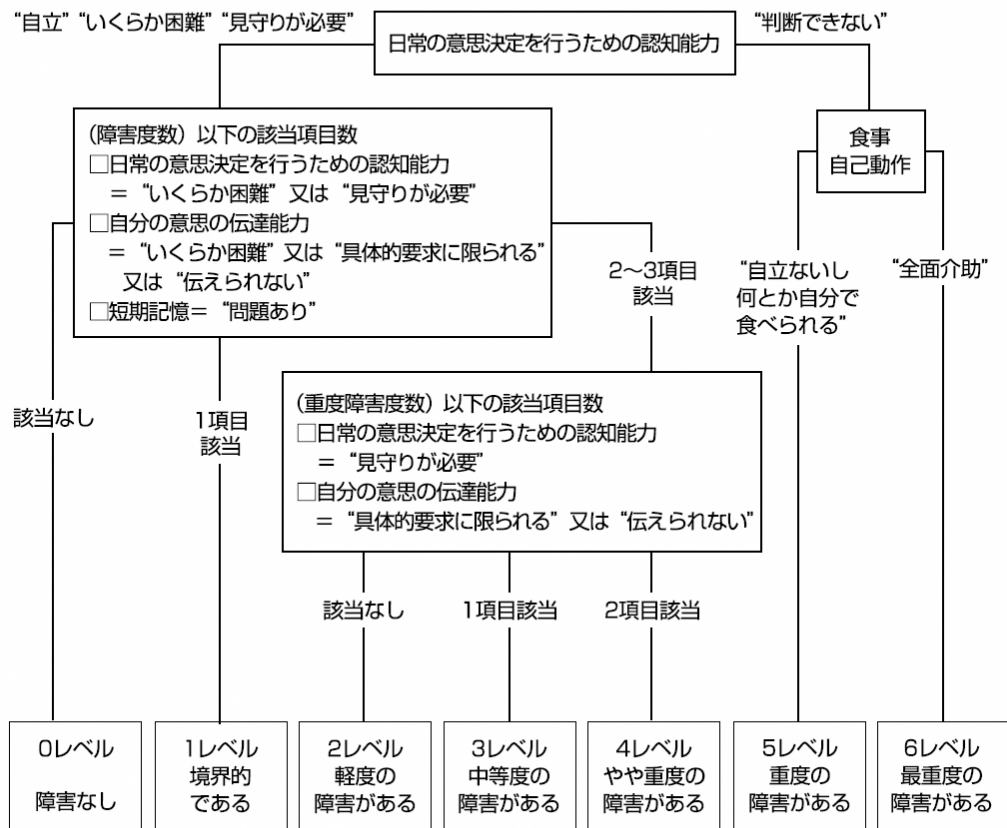 “自立” “いくらか困難” “見守りが必要”
日常の意思決定を行うための認知能力
“判断できない”
（障害度数）以下の該当項目数
□日常の意思決定を行うための認知能力
＝“いくらか困難”又は“見守りが必要”
□自分の意思の伝達能力
＝“いくらか困難”又は“具体的要求に限られる”
又は“伝えられない”
□短期記憶＝“問題あり”
食事
自己動作
2〜3項目
該当
“自立ないし
何とか自分で
食べられる”
“全面介助”
該当なし
1項目
該当
（重度障害度数）以下の該当項目数
□日常の意思決定を行うための認知能力
＝“見守りが必要”
□自分の意思の伝達能力
＝“具体的要求に限られる”又は“伝えられない”
該当なし
1項目該当
2項目該当
0レベル
障害なし
1レベル
境界的
である
2レベル
軽度の
障害がある
3レベル
中等度の
障害がある
4レベル
やや重度の
障害がある
5レベル
重度の
障害がある
6レベル
最重度の
障害がある